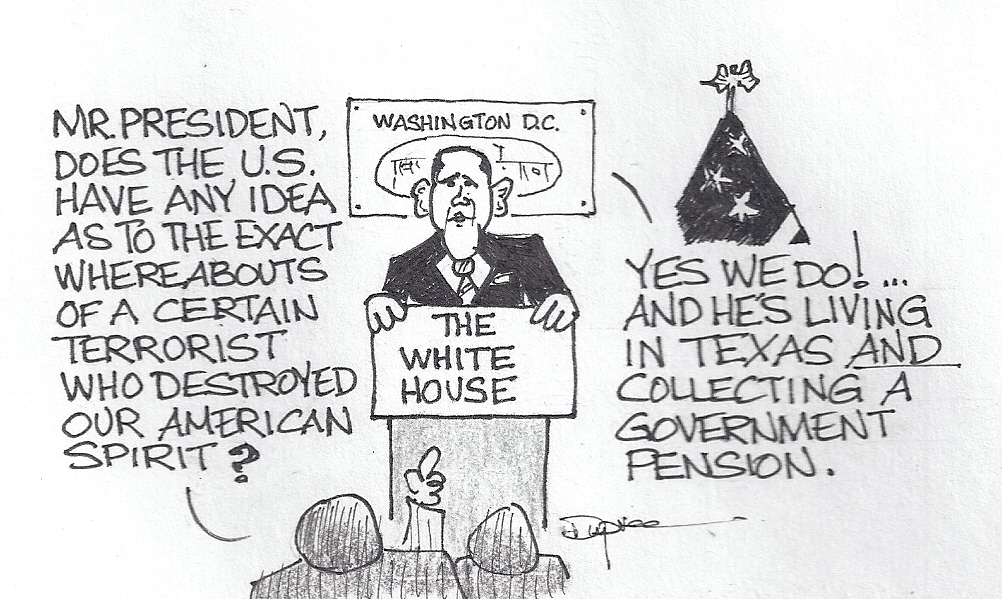 MR. PRESIDENT,
DOES THE U.S.
HAVE ANY IDEA
AS TO THE EXACT
WHEREABOUTS
OF A CERTAIN
TERRORIST
WHO DESTROYED
OUR AMERICAN
SPIRIT?
WASHINGTON D.C.
THE
WHITE
HOUSE
YES WE DO!...
AND HE'S LIVING
IN TEXAS AND
COLLECTING A
GOVERNMENT
PENSION.